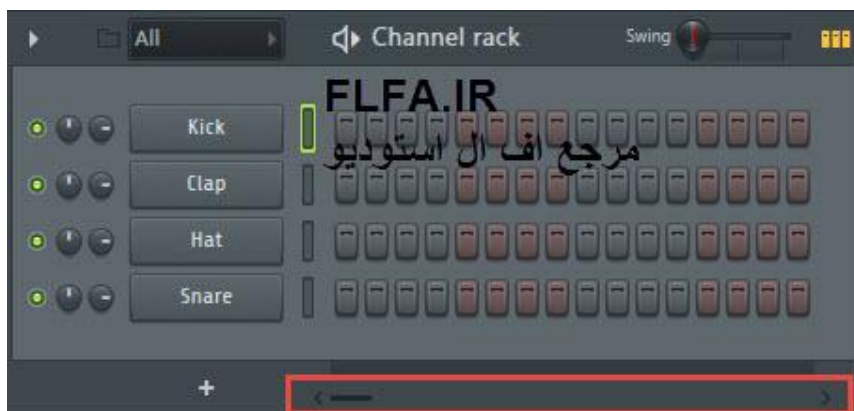 All
Channel rack
Swing
FLFA.IR
مرجع اف ال استودیو
Kick
Clap
Hat
Snare
+